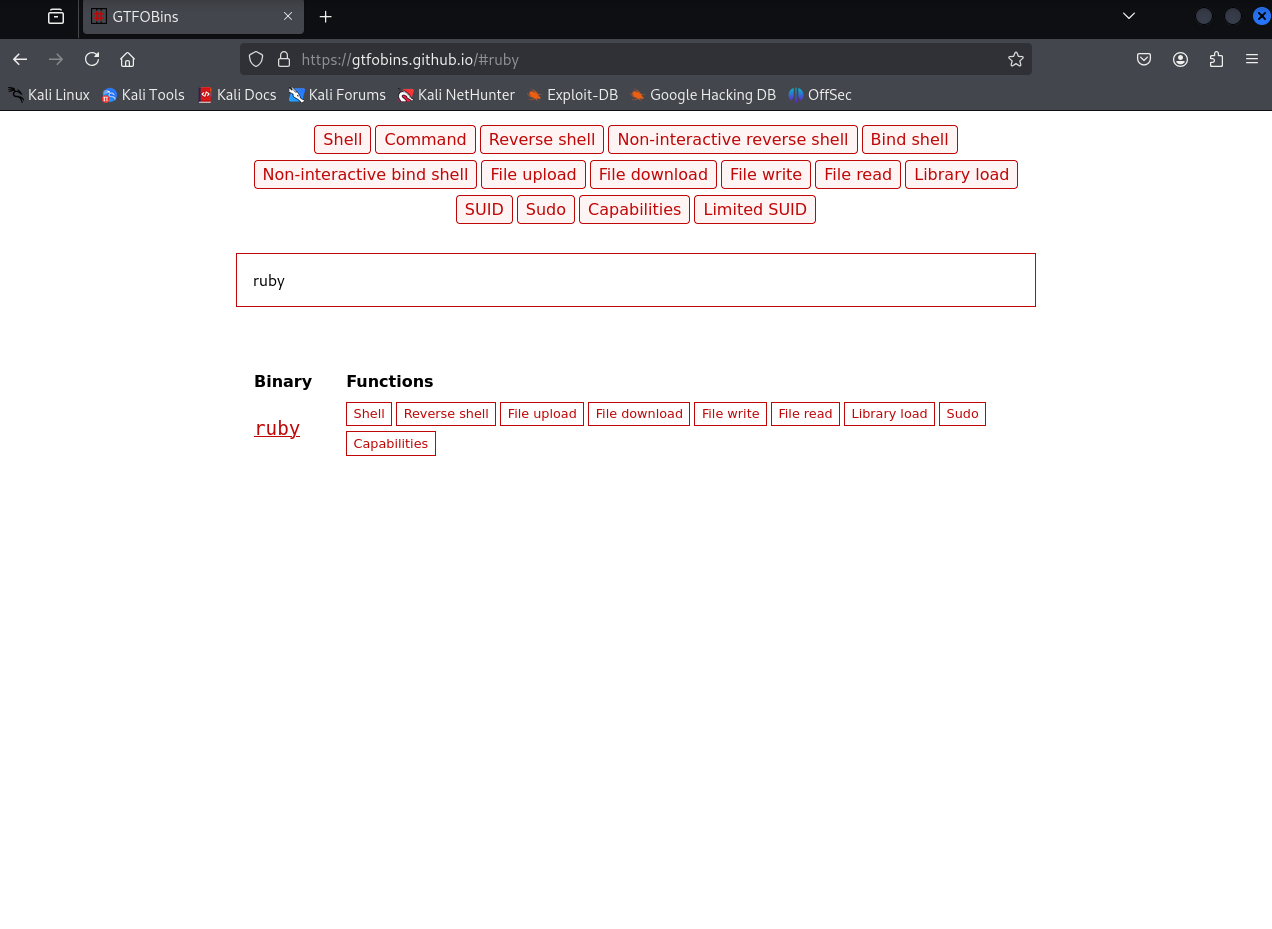 GTFOBins
https://gtfobins.github.io/#ruby
Kali Linux Kali Tools Kali Docs Kali Forums Kali NetHunter Exploit-DB Google Hacking DB OffSec
Shell Command Reverse shell Non-interactive reverse shell Bind shell
Non-interactive bind shell File upload File download File write File read Library load
SUID Sudo Capabilities Limited SUID
ruby
Binary Functions
ruby Shell Reverse shell File upload File download File write File read Library load Sudo
Capabilities